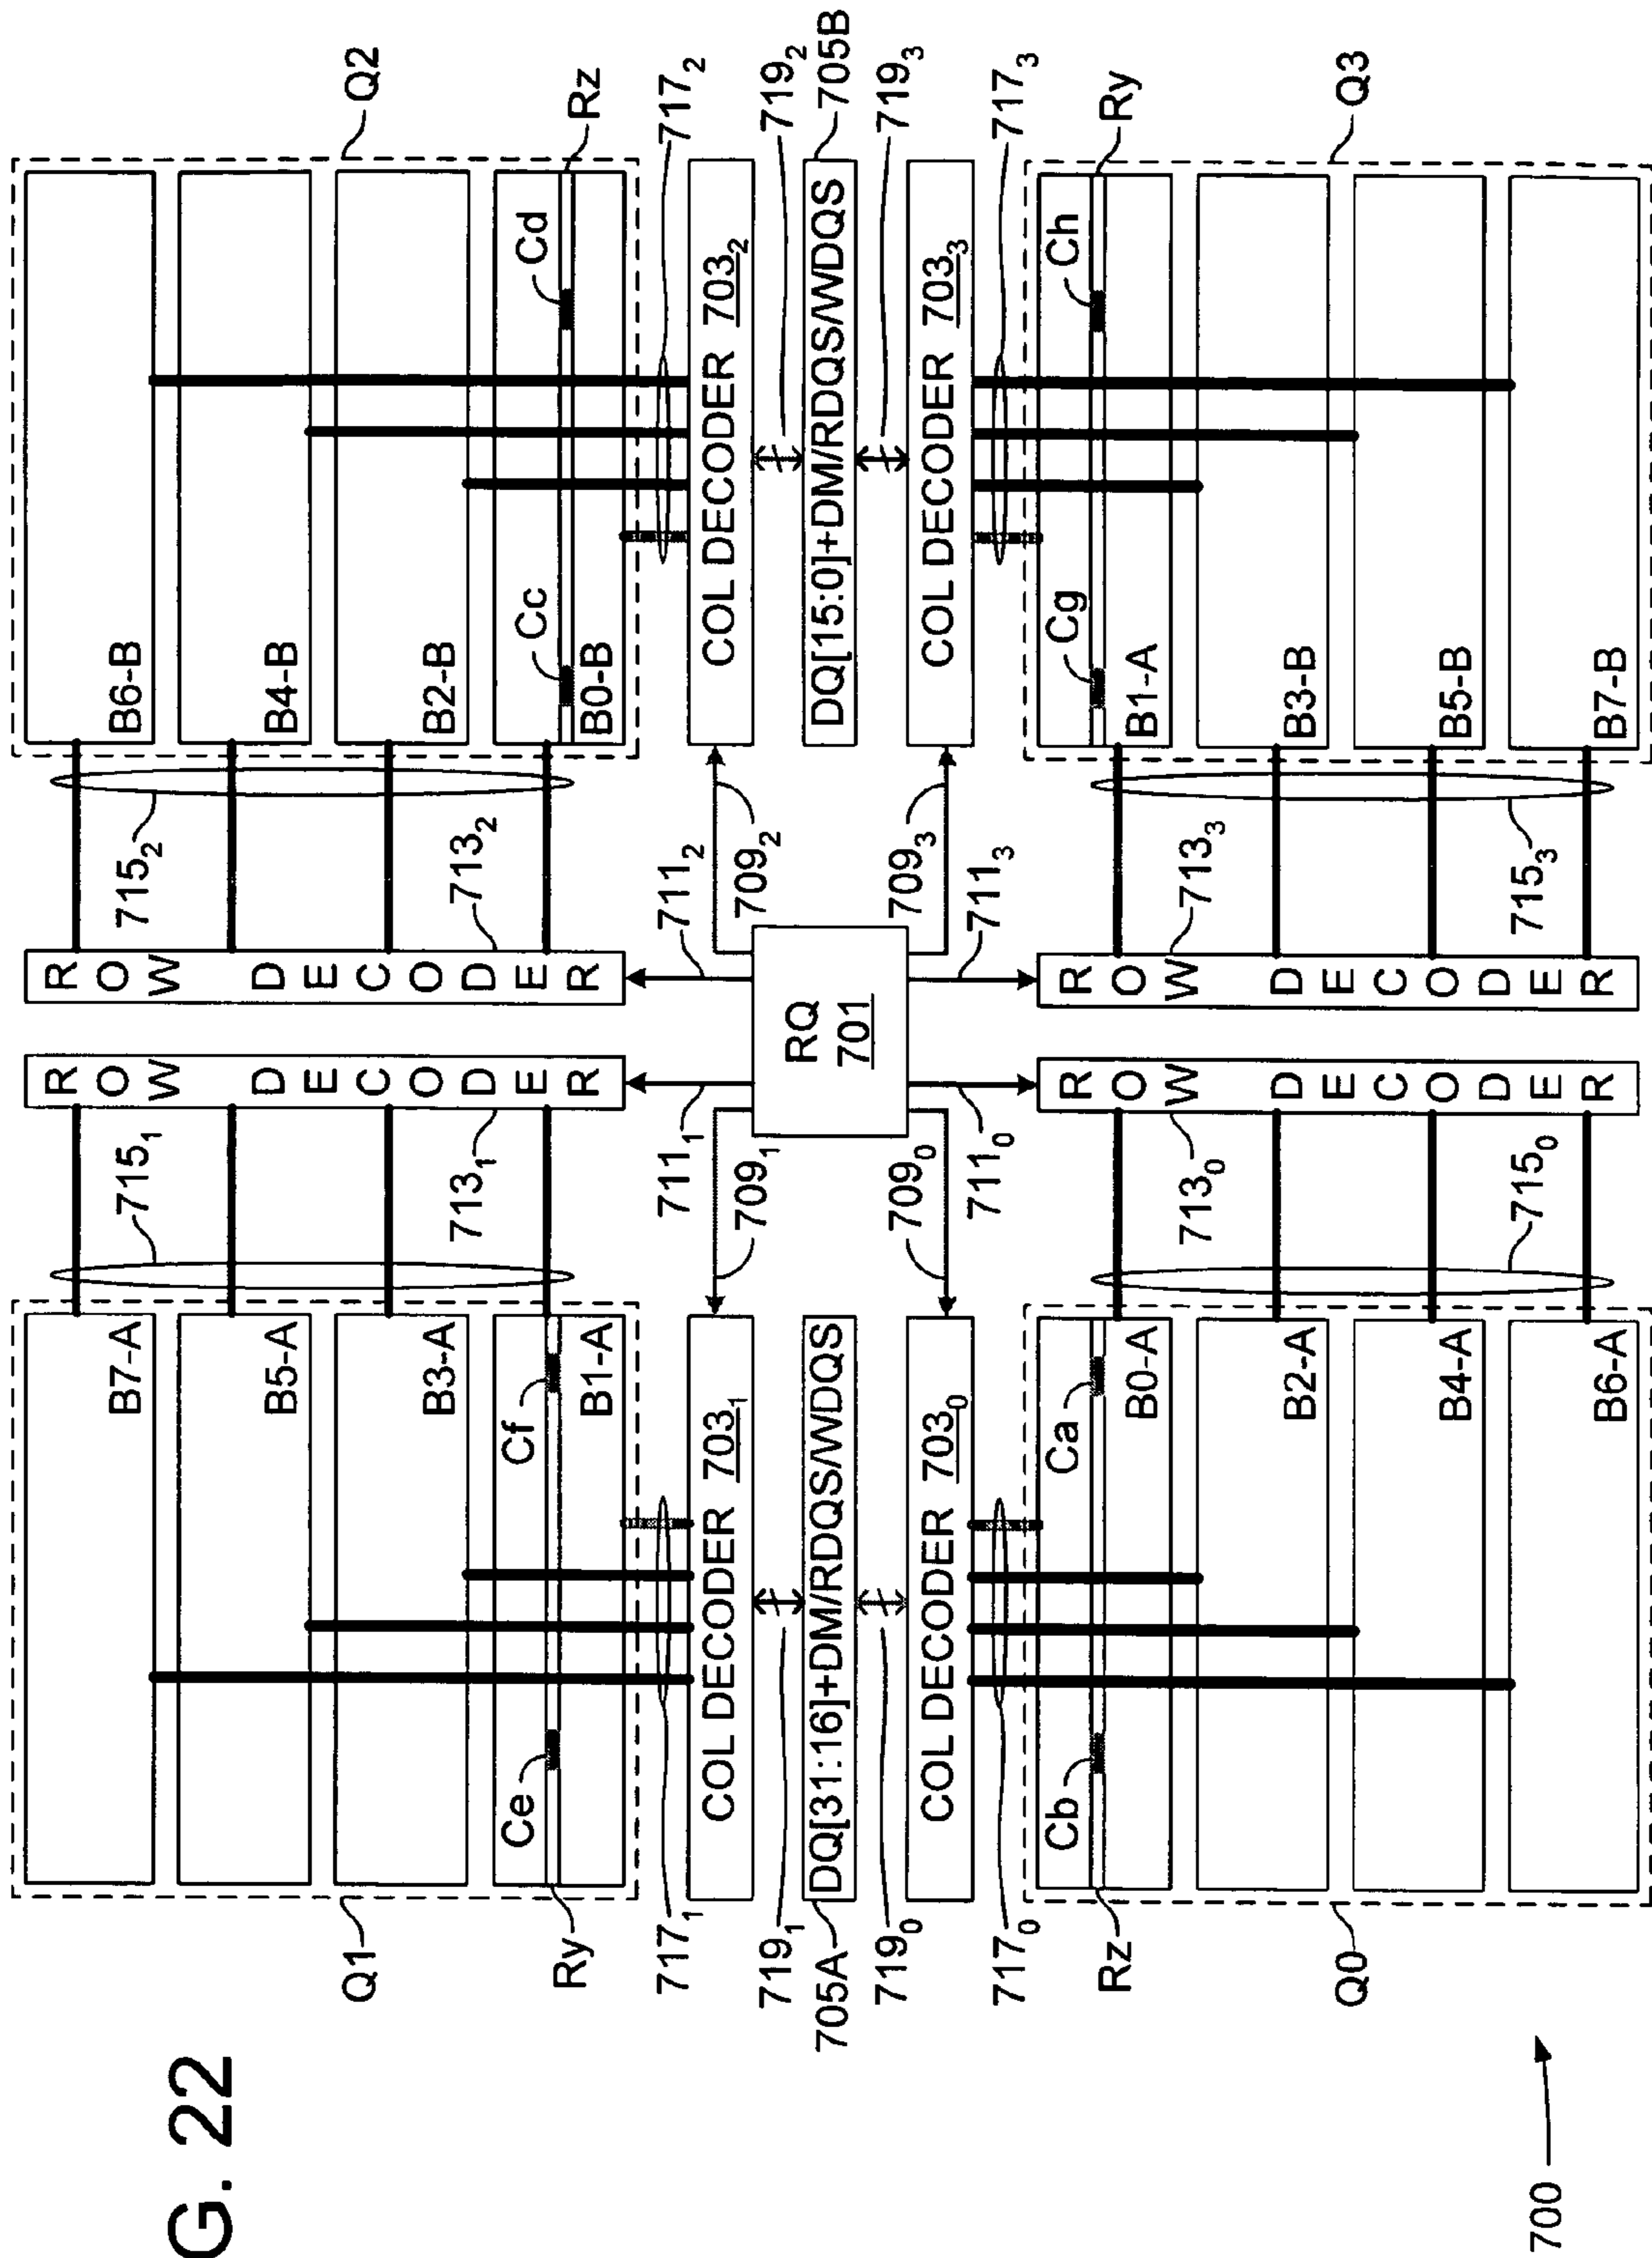 G. 22
700
Q1
B7-A
B5-A
B3-A
B1-A
Ce
Cf
Ry
715₁
ROW DECODER
713₁
Q2
B6-B
B4-B
B2-B
B0-B
Cc
Cd
Rz
715₂
ROW DECODER
713₂
717₁
711₁
711₂
717₂
COL DECODER 703₁
709₁
709₂
COL DECODER 703₂
719₁
719₂
705A
DQ[31:16]+DM/RDQS/WDQS
RQ
701
DQ[15:0]+DM/RDQS/WDQS
705B
719₀
719₃
COL DECODER 703₀
709₀
709₃
COL DECODER 703₃
717₀
711₀
711₃
717₃
Rz
Cb
Ca
B0-A
B2-A
B4-A
B6-A
Q0
713₀
ROW DECODER
715₀
ROW DECODER
713₃
715₃
Cg
Ch
Ry
B1-A
B3-B
B5-B
B7-B
Q3